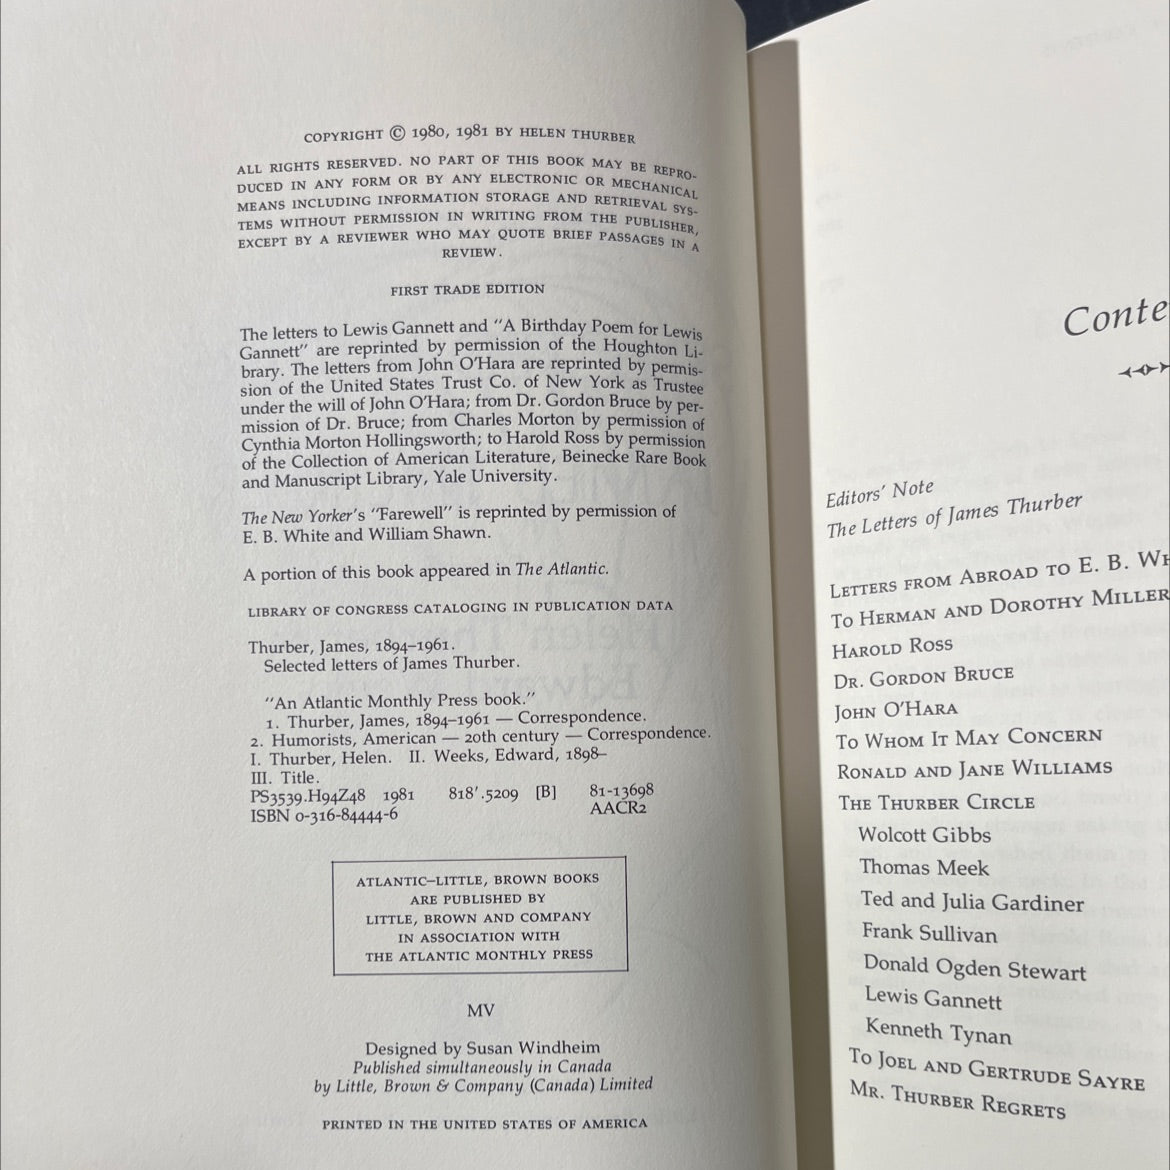 COPYRIGHT © 1980, 1981 BY HELEN THURBER
ALL RIGHTS RESERVED. NO PART OF THIS BOOK MAY BE REPRO-
DUCED IN ANY FORM OR BY ANY ELECTRONIC OR MECHANICAL
MEANS INCLUDING INFORMATION STORAGE AND RETRIEVAL SYS-
TEMS WITHOUT PERMISSION IN WRITING FROM THE PUBLISHER,
EXCEPT BY A REVIEWER WHO MAY QUOTE BRIEF PASSAGES IN A
REVIEW.
FIRST TRADE EDITION
The letters to Lewis Gannett and "A Birthday Poem for Lewis
Gannett" are reprinted by permission of the Houghton Li-
brary. The letters from John O'Hara are reprinted by permis-
sion of the United States Trust Co. of New York as Trustee
under the will of John O'Hara; from Dr. Gordon Bruce by per-
mission of Dr. Bruce; from Charles Morton by permission of
Cynthia Morton Hollingsworth; to Harold Ross by permission
of the Collection of American Literature, Beinecke Rare Book
and Manuscript Library, Yale University.
The New Yorker's "Farewell" is reprinted by permission of
E. B. White and William Shawn.
A portion of this book appeared in The Atlantic.
LIBRARY OF CONGRESS CATALOGING IN PUBLICATION DATA
Thurber, James, 1894–1961.
Selected letters of James Thurber.
"An Atlantic Monthly Press book."
1. Thurber, James, 1894–1961 — Correspondence.
2. Humorists, American — 20th century — Correspondence.
I. Thurber, Helen. II. Weeks, Edward, 1898–
III. Title.
PS3539.H94Z48 1981 818'.5209 [B] 81-13698
ISBN 0-316-84444-6 AACR2
ATLANTIC–LITTLE, BROWN BOOKS
ARE PUBLISHED BY
LITTLE, BROWN AND COMPANY
IN ASSOCIATION WITH
THE ATLANTIC MONTHLY PRESS
MV
Designed by Susan Windheim
Published simultaneously in Canada
by Little, Brown & Company (Canada) Limited
PRINTED IN THE UNITED STATES OF AMERICA
Conte
Editors' Note
The Letters of James Thurber
LETTERS FROM ABROAD TO E. B. WH
TO HERMAN AND DOROTHY MILLER
HAROLD ROSS
DR. GORDON BRUCE
JOHN O'HARA
TO WHOM IT MAY CONCERN
RONALD AND JANE WILLIAMS
THE THURBER CIRCLE
Wolcott Gibbs
Thomas Meek
Ted and Julia Gardiner
Frank Sullivan
Donald Ogden Stewart
Lewis Gannett
Kenneth Tynan
TO JOEL AND GERTRUDE SAYRE
MR. THURBER REGRETS